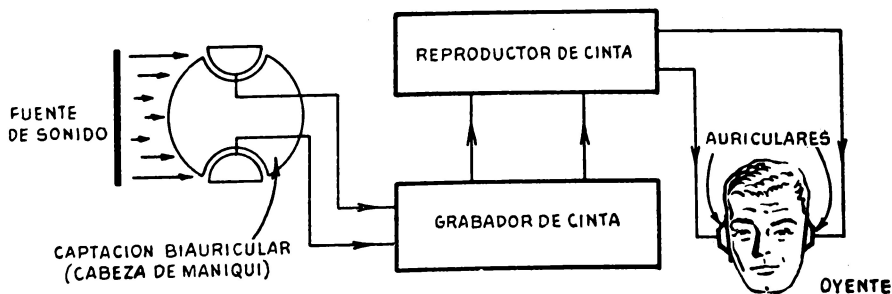 FUENTE
DE SONIDO
CAPTACION BIAURICULAR
(CABEZA DE MANIQUI)
REPRODUCTOR DE CINTA
GRABADOR DE CINTA
AURICULARES
OYENTE